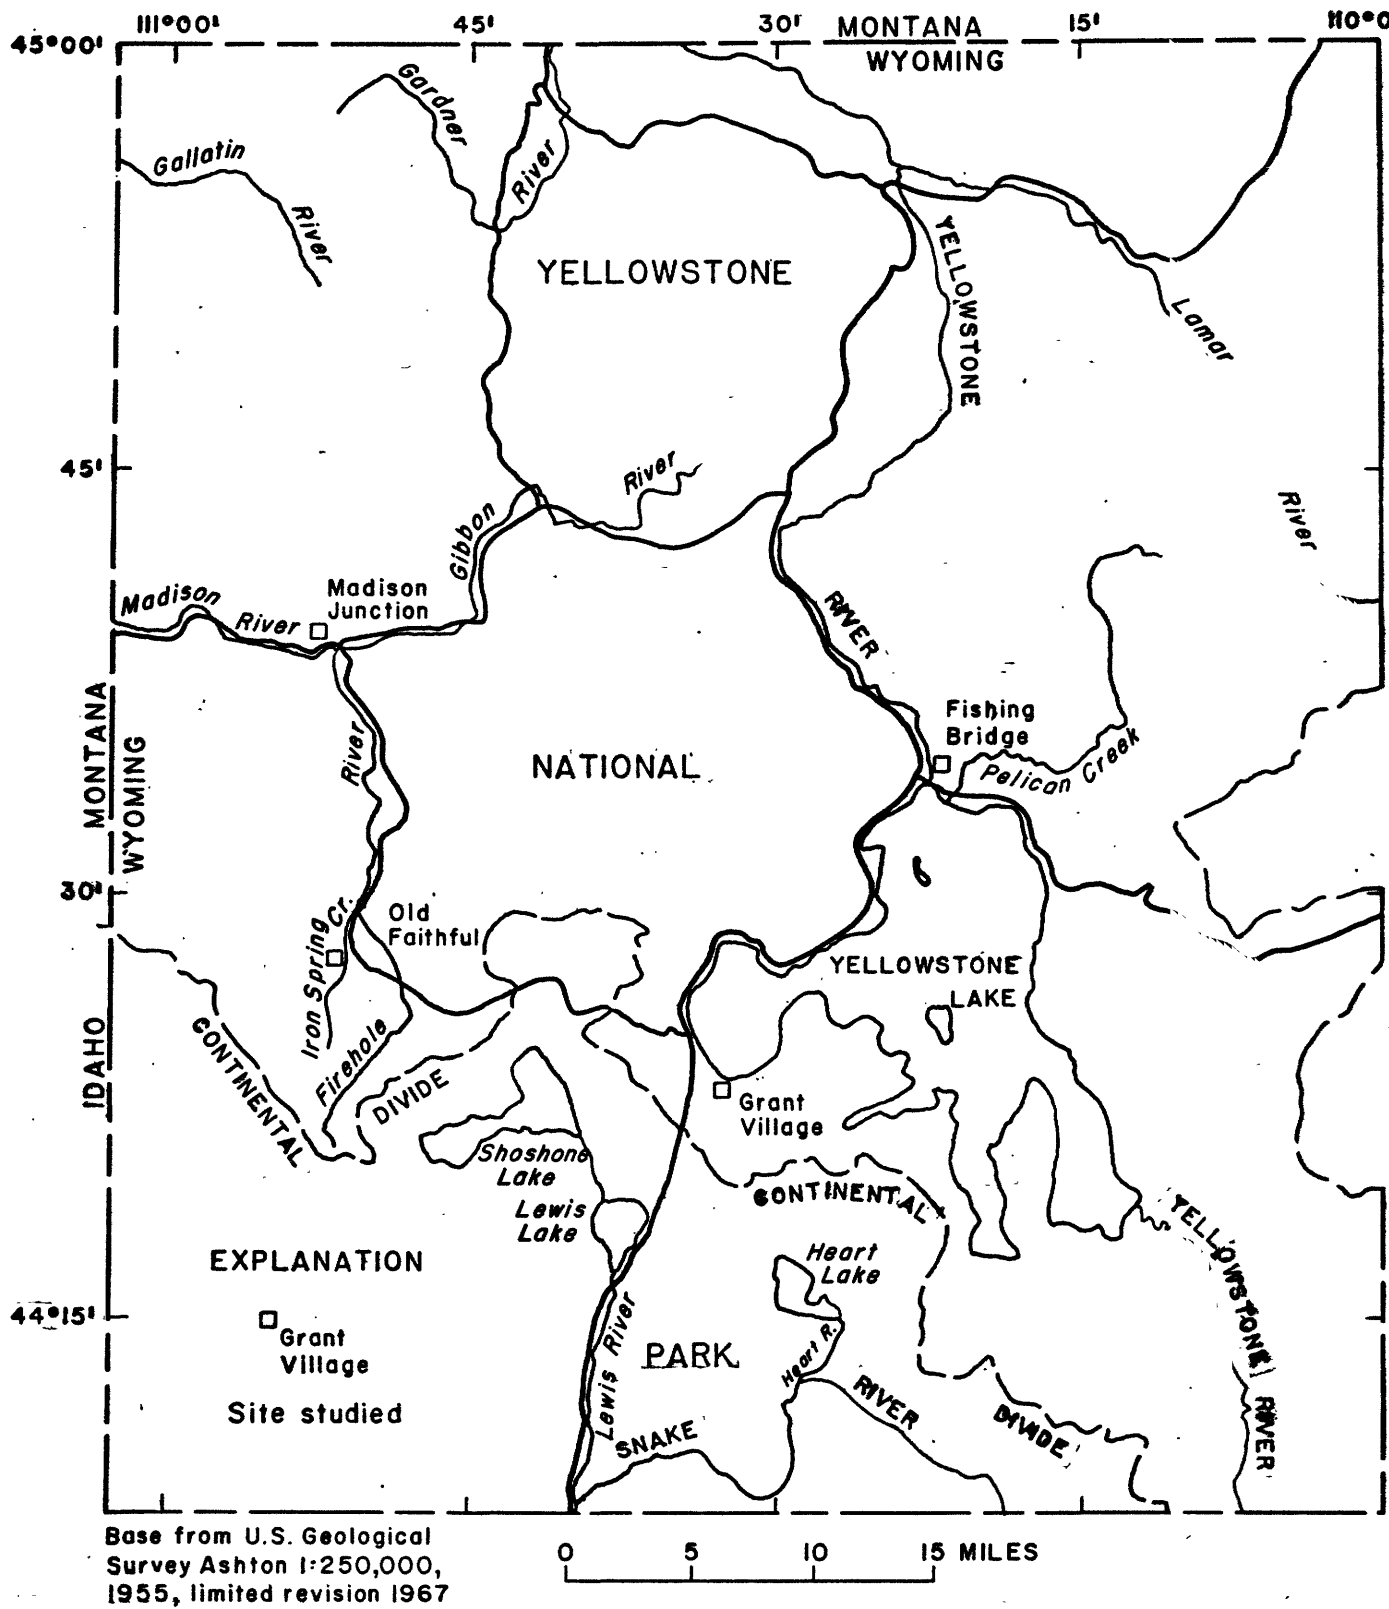 111°00' 45' 30' MONTANA 15' 110°0
45°00'
WYOMING
Gardner
River
Gallatin
River
YELLOWSTONE
YELLOWSTONE
Lamar
45'
River
River
Gibbon
Madison
Junction
Madison
River
RIVER
Fishing
Bridge
MONTANA
WYOMING
River
NATIONAL
Pelican Creek
30'
Old
Faithful
Iron Spring Cr.
YELLOWSTONE
LAKE
IDAHO
CONTINENTAL
Firehole
DIVIDE
Grant
Village
Shoshone
Lake
Lewis
Lake
CONTINENTAL
YELLOWSTONE
RIVER
EXPLANATION
Heart
Lake
44°15'
Grant
Village
Lewis River
PARK
Heart R.
RIVER
Site studied
SNAKE
DIVIDE
Base from U.S. Geological
Survey Ashton 1:250,000,
1955, limited revision 1967
0 5 10 15 MILES